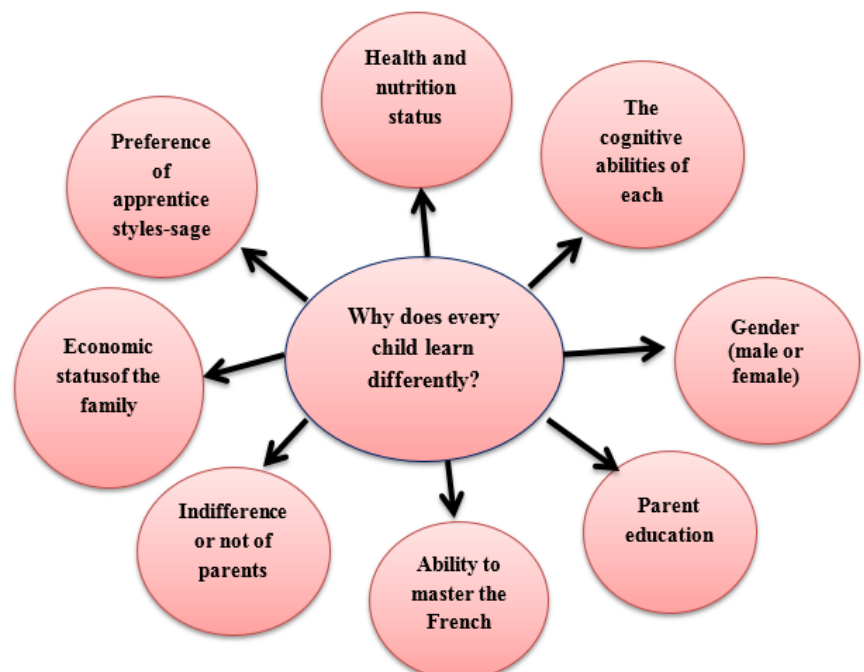 Health and
nutrition
status
The
cognitive
abilities of
each
Preference
of
apprentice
styles-sage
Why does every
child learn
differently?
Gender
(male or
female)
Economic
statusof the
family
Indifference
or not of
parents
Ability to
master the
French
Parent
education